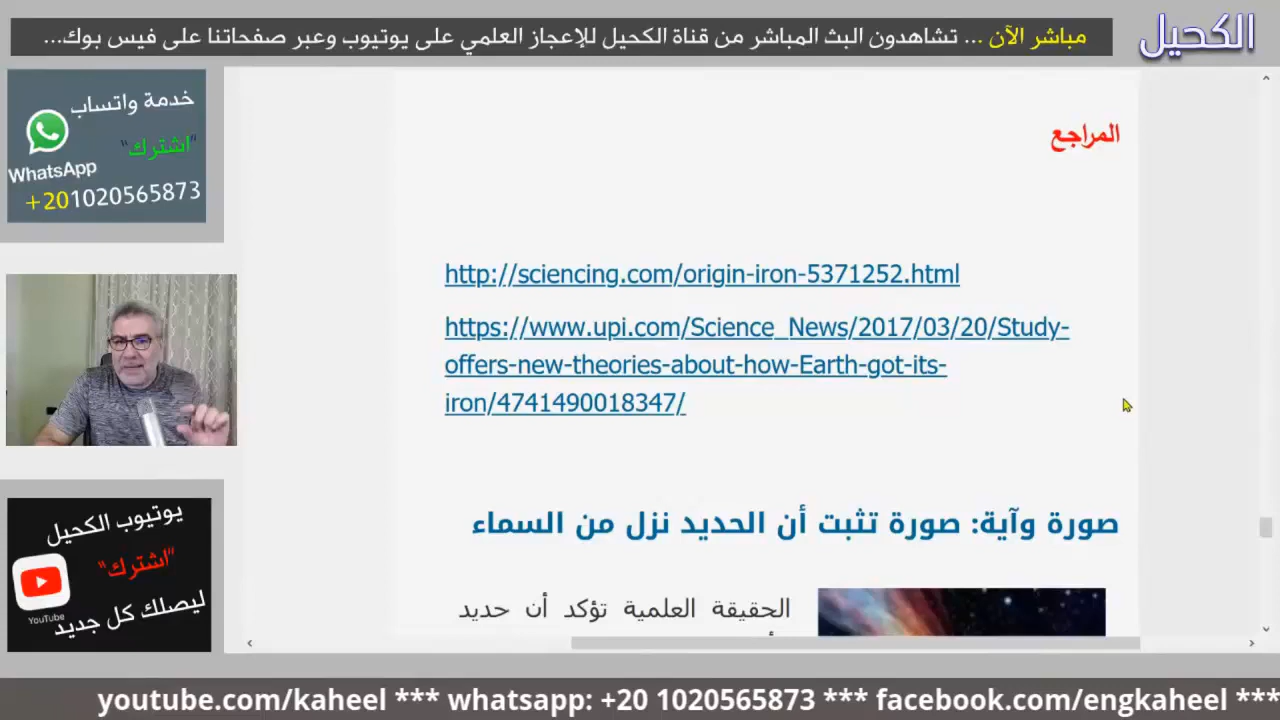 مباشر الآن ... تشاهدون البث المباشر من قناة الكحيل للإعجاز العلمي على يوتيوب وعبر صفحاتنا على فيس بوك...
الكحيل
خدمة واتساب
"اشترك"
WhatsApp
+201020565873
المراجع
http://sciencing.com/origin-iron-5371252.html
https://www.upi.com/Science_News/2017/03/20/Study-
offers-new-theories-about-how-Earth-got-its-
iron/4741490018347/
صورة وآية: صورة تثبت أن الحديد نزل من السماء
الحقيقة العلمية تؤكد أن حديد
يوتيوب الكحيل
"اشترك"
YouTube
ليصلك كل جديد
youtube.com/kaheel *** whatsapp: +20 1020565873 *** facebook.com/engkaheel ***